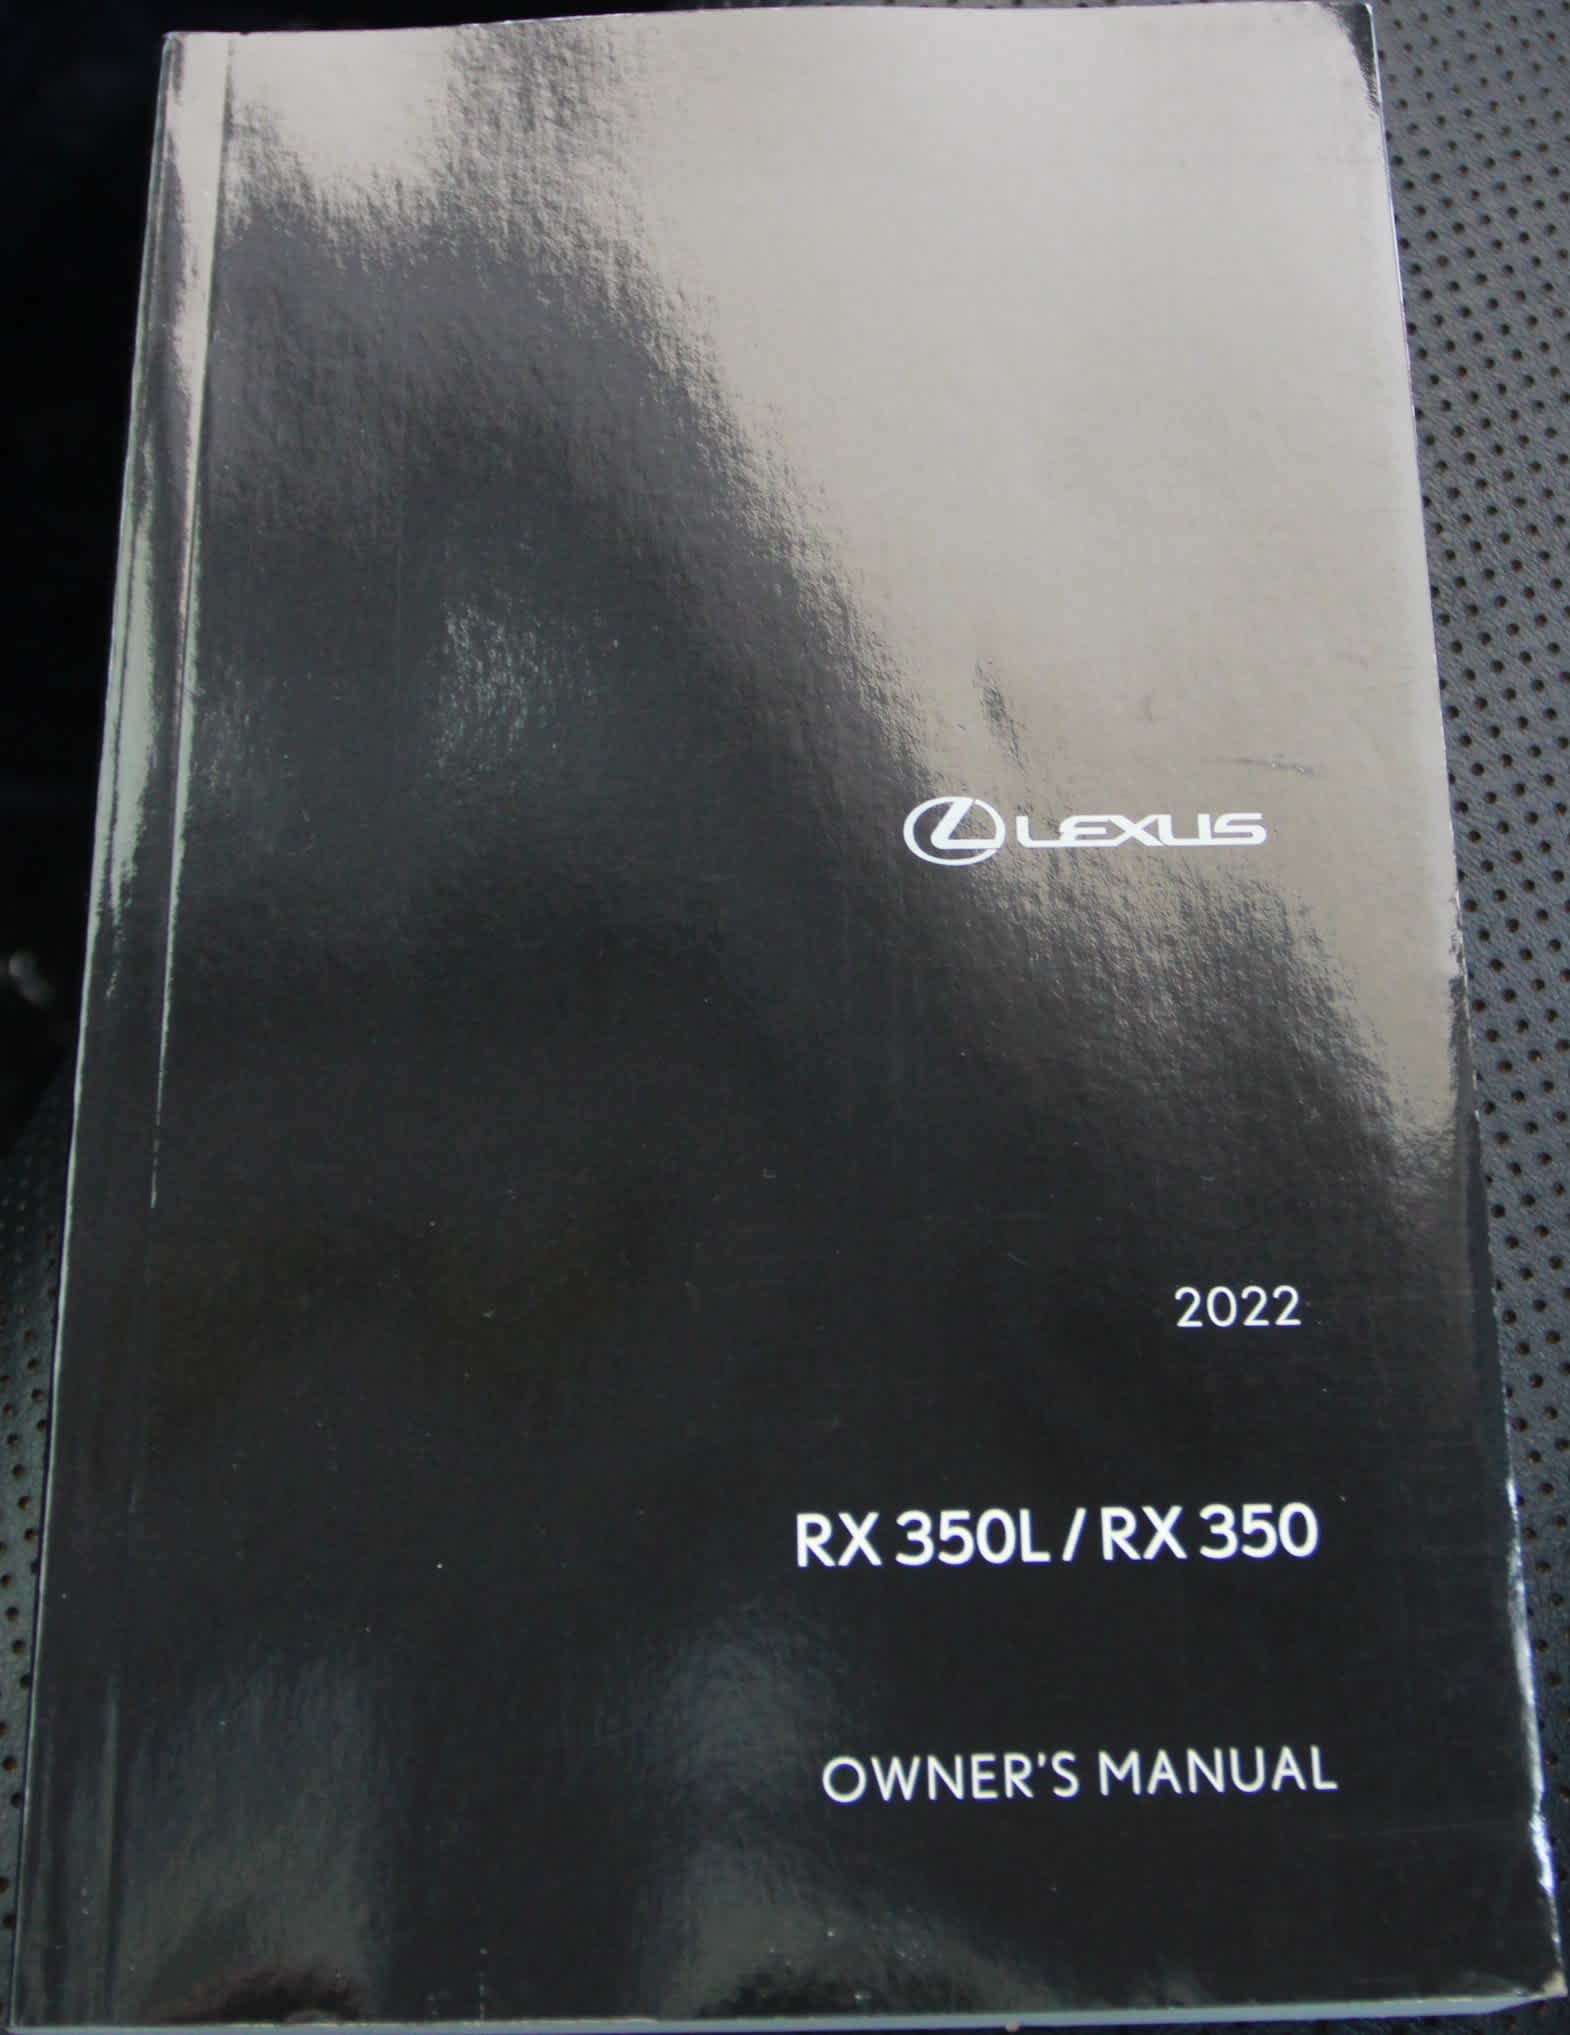 LEXUS
2022
RX 350L / RX 350
OWNER'S MANUAL